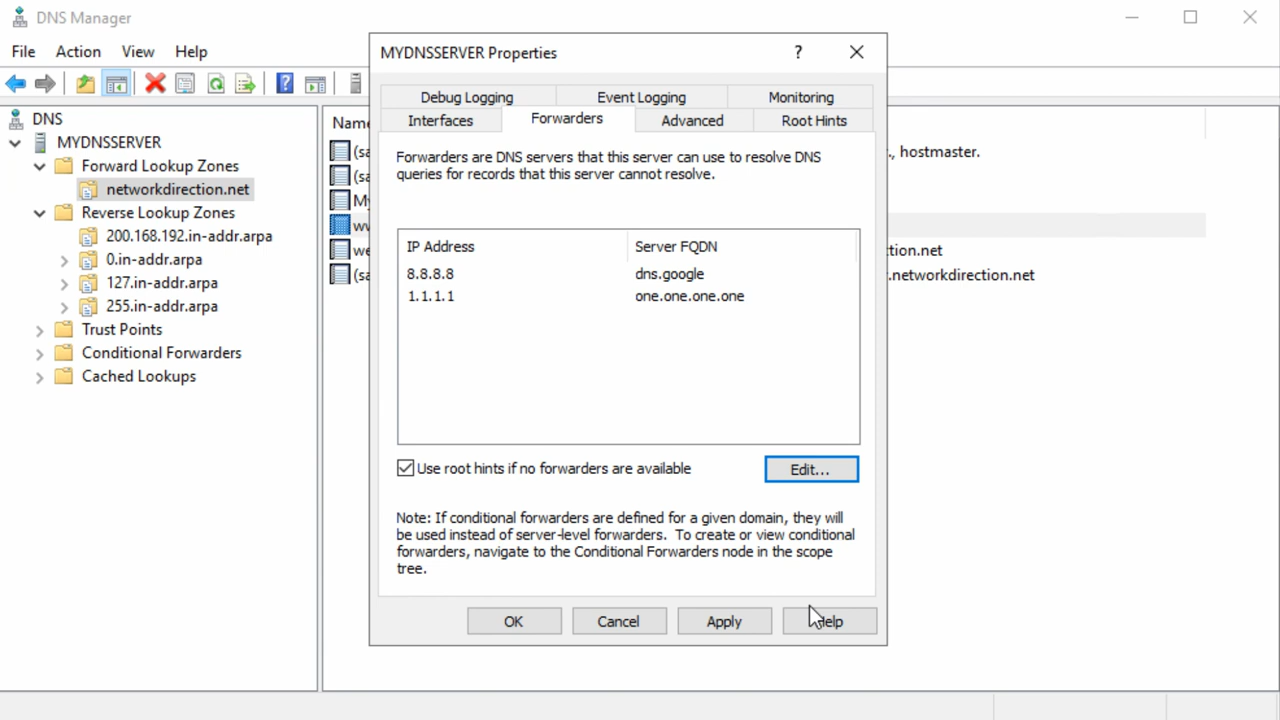 DNS Manager
File Action View Help
DNS
MYDNSSERVER
Forward Lookup Zones
networkdirection.net
Reverse Lookup Zones
200.168.192.in-addr.arpa
0.in-addr.arpa
127.in-addr.arpa
255.in-addr.arpa
Trust Points
Conditional Forwarders
Cached Lookups
MYDNSSERVER Properties
?
Debug Logging Event Logging Monitoring
Interfaces Forwarders Advanced Root Hints
Forwarders are DNS servers that this server can use to resolve DNS
queries for records that this server cannot resolve.
IP Address Server FQDN
8.8.8.8 dns.google
1.1.1.1 one.one.one.one
Use root hints if no forwarders are available Edit...
Note: If conditional forwarders are defined for a given domain, they will
be used instead of server-level forwarders. To create or view conditional
forwarders, navigate to the Conditional Forwarders node in the scope
tree.
OK Cancel Apply Help
Name
(sa
(sa
My
we
(sa
., hostmaster.
.networkdirection.net